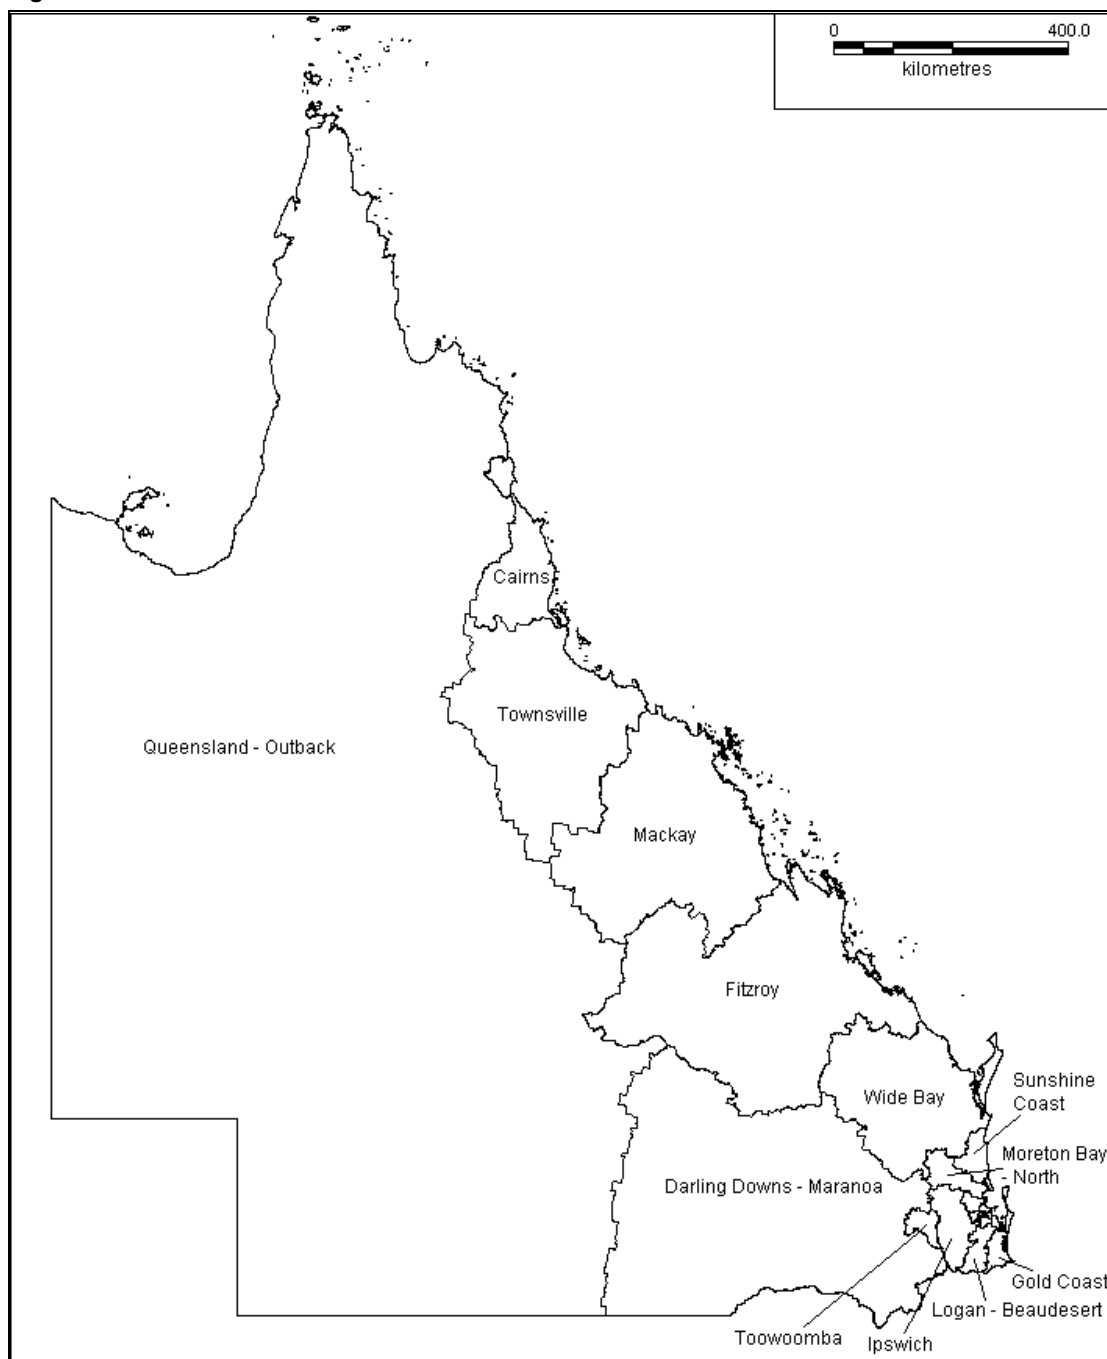 0 400.0
kilometres
Cairns
Townsville
Queensland - Outback
Mackay
Fitzroy
Wide Bay
Sunshine
Coast
Moreton Bay
- North
Darling Downs - Maranoa
Gold Coast
Logan - Beaudesert
Toowoomba
Ipswich